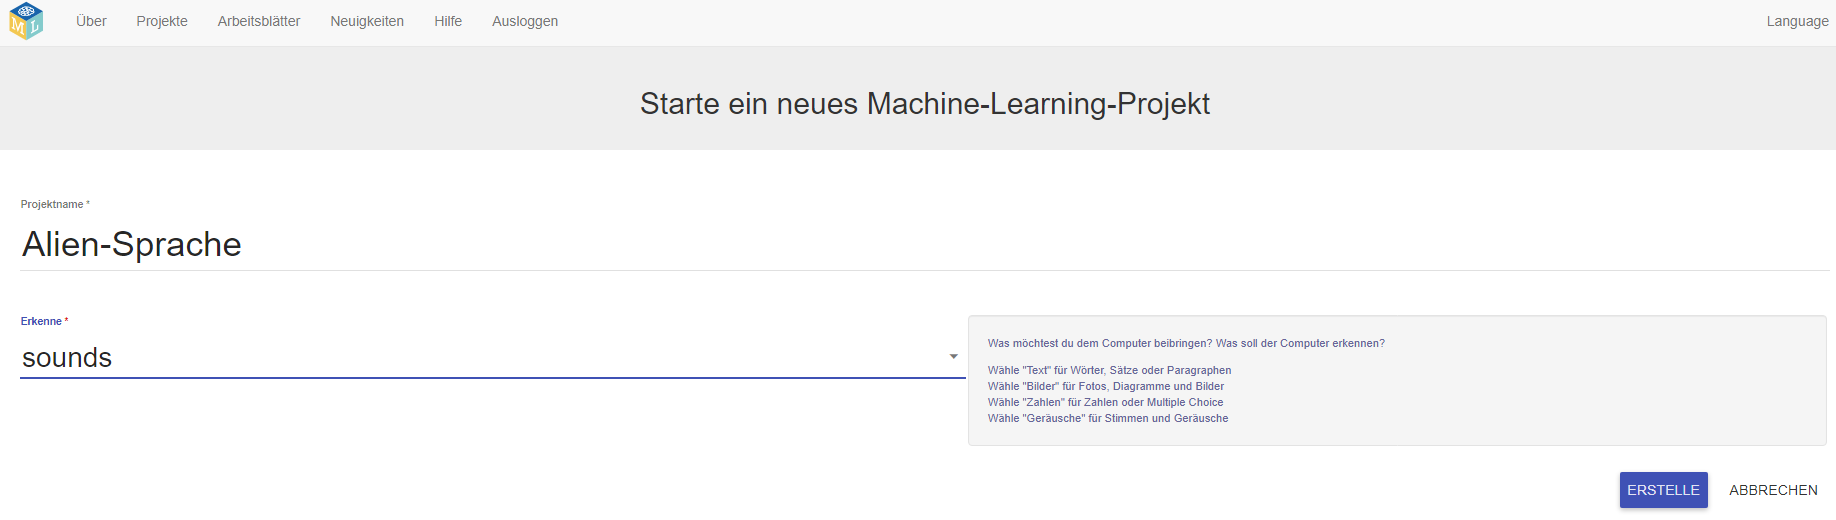 M L
Über Projekte Arbeitsblätter Neuigkeiten Hilfe Ausloggen Language
Starte ein neues Machine-Learning-Projekt
Projektname *
Alien-Sprache
Erkenne *
sounds
Was möchtest du dem Computer beibringen? Was soll der Computer erkennen?
Wähle "Text" für Wörter, Sätze oder Paragraphen
Wähle "Bilder" für Fotos, Diagramme und Bilder
Wähle "Zahlen" für Zahlen oder Multiple Choice
Wähle "Geräusche" für Stimmen und Geräusche
ERSTELLE ABBRECHEN